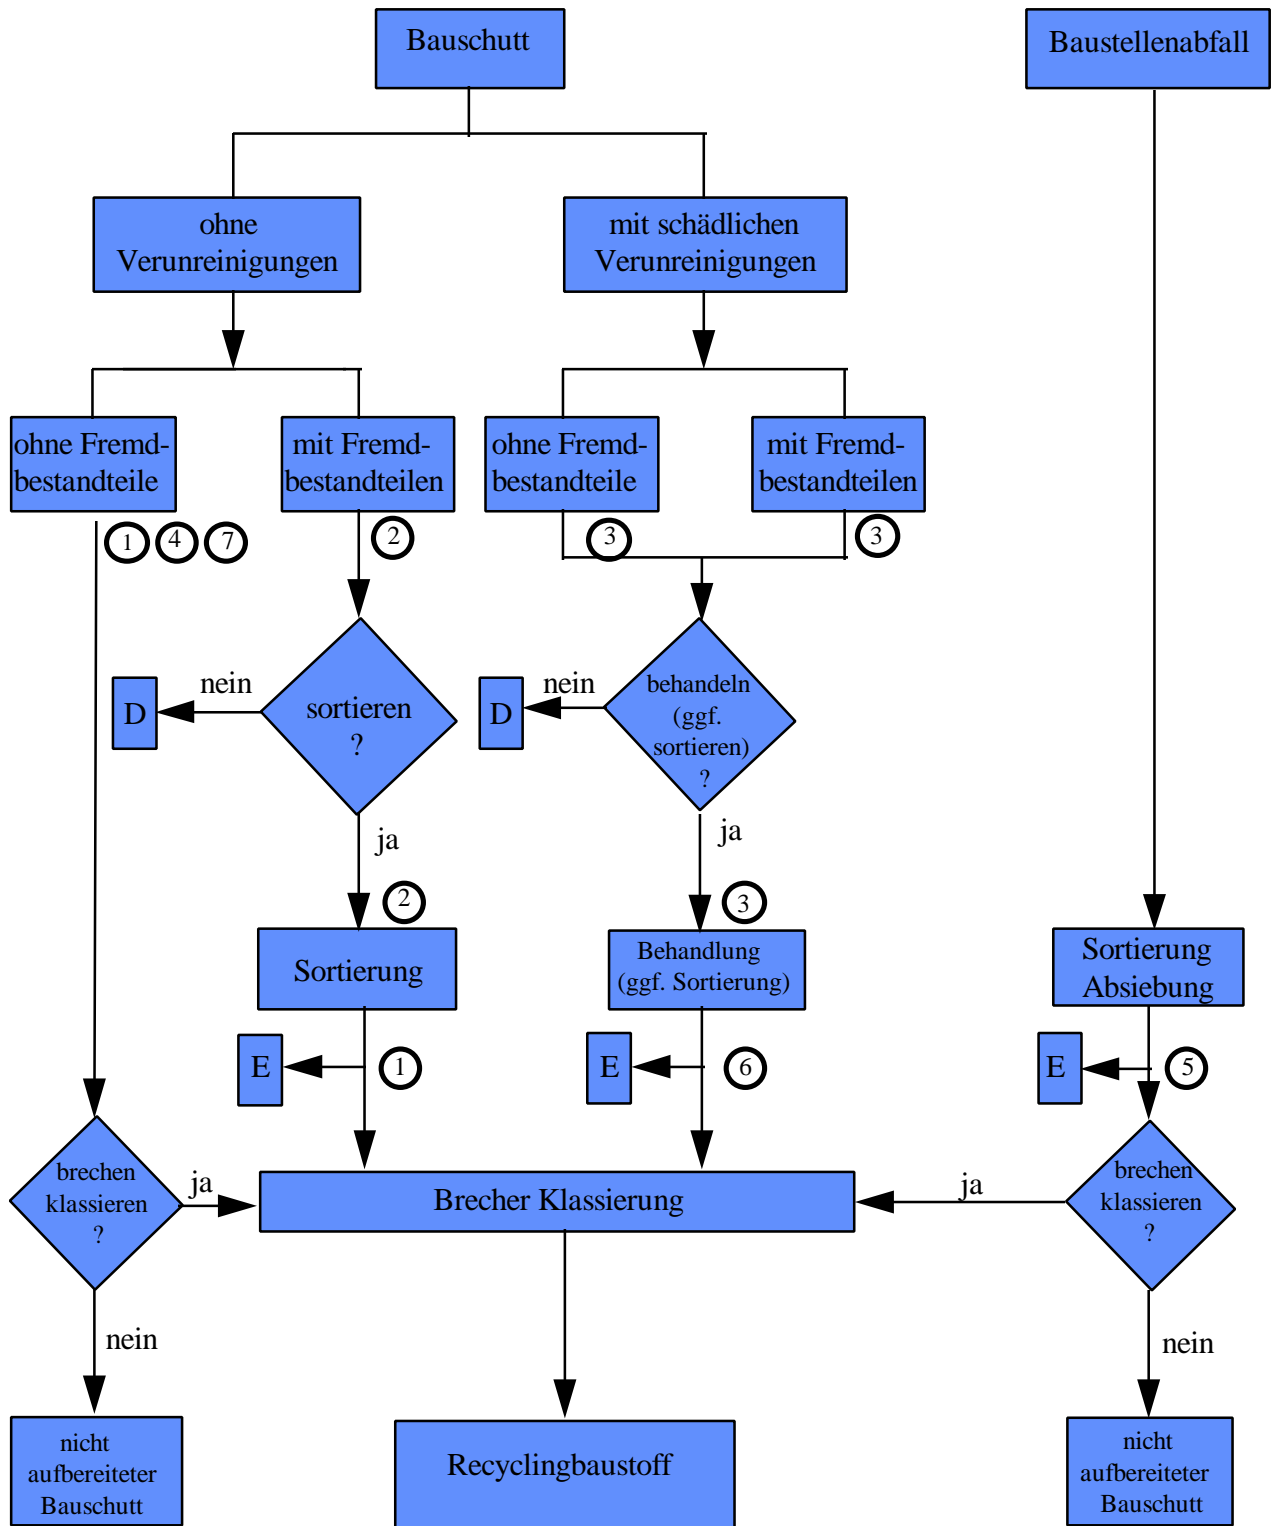 Bauschutt
Baustellenabfall
ohne
Verunreinigungen
mit schädlichen
Verunreinigungen
ohne Fremd-
bestandteile
mit Fremd-
bestandteilen
ohne Fremd-
bestandteile
mit Fremd-
bestandteilen
1 4 7
2
3
3
nein
D
sortieren
?
nein
D
behandeln
(ggf.
sortieren)
?
ja
ja
2
3
Sortierung
Behandlung
(ggf. Sortierung)
Sortierung
Absiebung
E
1
E
6
E
5
brechen
klassieren
?
ja
Brecher Klassierung
ja
brechen
klassieren
?
nein
nein
nicht
aufbereiteter
Bauschutt
Recyclingbaustoff
nicht
aufbereiteter
Bauschutt